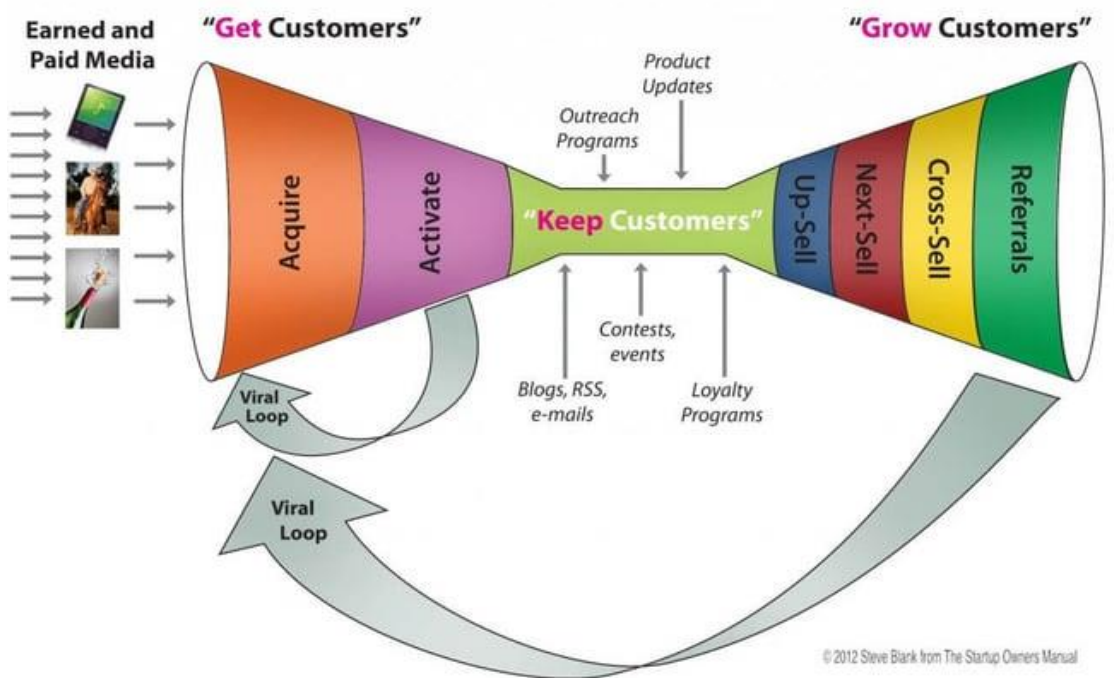 Earned and
Paid Media
"Get Customers"
"Grow Customers"
Product
Updates
Outreach
Programs
Acquire
Activate
"Keep Customers"
Up-Sell
Next-Sell
Cross-Sell
Referrals
Contests,
events
Blogs, RSS,
e-mails
Loyalty
Programs
Viral
Loop
Viral
Loop
© 2012 Steve Blank from The Startup Owners Manual